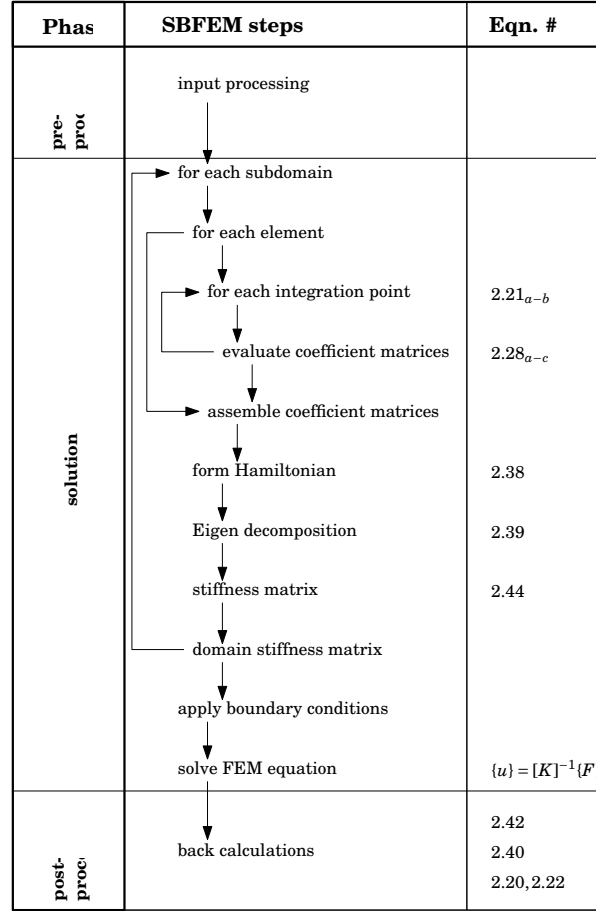 Phas SBFEM steps Eqn. #
input processing
pre-
proc
for each subdomain
for each element
for each integration point 2.21a−b
evaluate coefficient matrices 2.28a−c
assemble coefficient matrices
solution
form Hamiltonian 2.38
Eigen decomposition 2.39
stiffness matrix 2.44
domain stiffness matrix
apply boundary conditions
solve FEM equation {u} = [K]−1{F
post-
proc
back calculations
2.42
2.40
2.20, 2.22